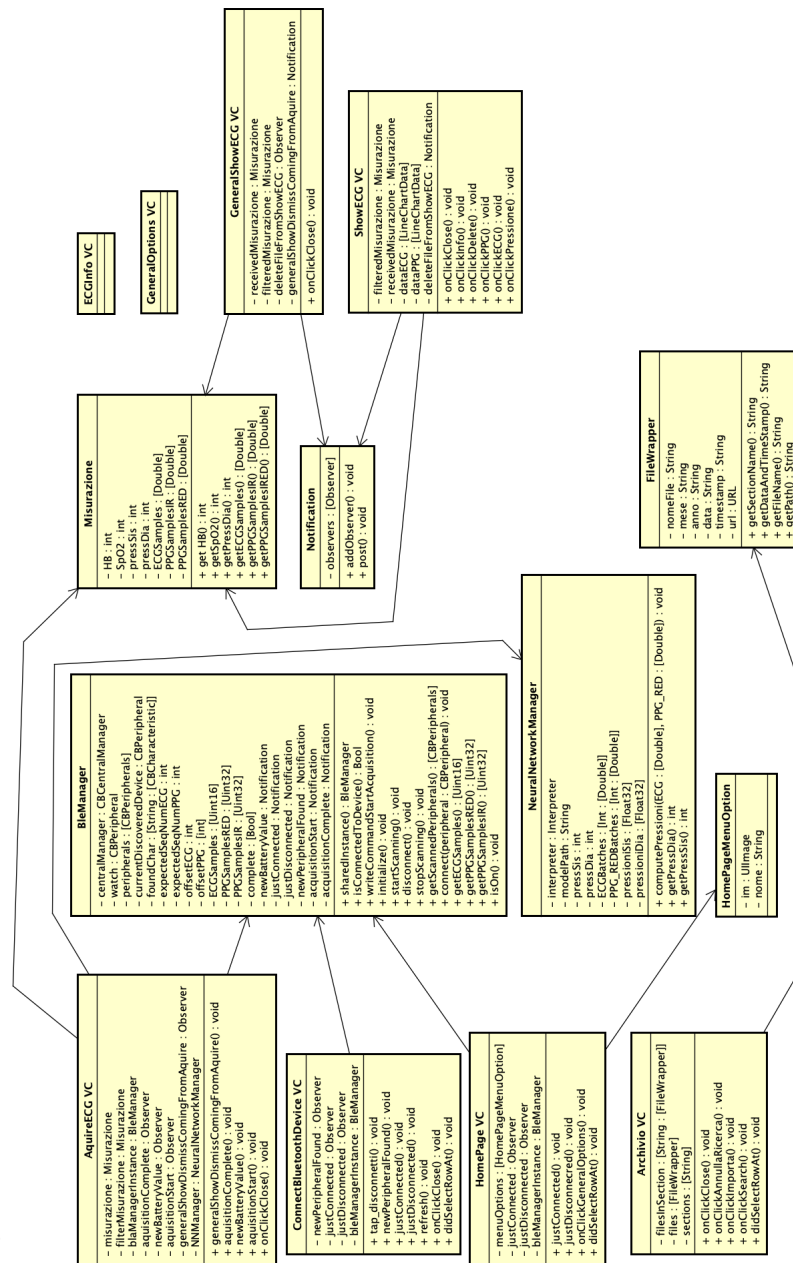 AquireECG VC
– misurazione : Misurazione
– filterMisurazione : Misurazione
– blaManagerInstance : BleManager
– aquisitionComplete : Observer
– newBatteryValue : Observer
– aquisitionStart : Observer
– generalShowDismissComingFromAquire : Observer
– NNManager : NeuralNetworkManager
+ generalShowDismissComingFromAquire() : void
+ aquisitionComplete() : void
+ newBatteryValue() : void
+ aquisitionStart() : void
+ onClickClose() : void
ConnectBluetoothDevice VC
– newPeripheralFound : Observer
– justConnected : Observer
– justDisconnected : Observer
– bleManagerInstance : BleManager
+ tap_disconnetti() : void
+ newPeripheralFound() : void
+ justConnected() : void
+ justDisconnected() : void
+ refresh() : void
+ onClickClose() : void
+ ddSelectRowAt() : void
HomePage VC
– menuOptions : [HomePageMenuOption]
– justConnected : Observer
– justDisconnected : Observer
– bleManagerInstance : BleManager
+ justConnected() : void
+ justDisconnecred() : void
+ onClickGeneralOptions() : void
+ didSelectRowAt() : void
Archivio VC
– filesInSection : [String : [FileWrapper]]
– files : [FileWrapper]
– sections : [String]
+ onClickClose() : void
+ onClickAnnullaRicerca() : void
+ onClickImporta() : void
+ onClickSearch() : void
+ didSelectRowAt() : void
BleManager
– centralManager : CBCentralManager
– watch : CBPeripheral
– peripherals : [CBPeripherals]
– currentDiscoveredDevice : CBPeripheral
– foundChar : [String : [CBCharacteristic]]
– expectedSeqNumECG : int
– expectedSeqNumPPG : int
– offsetECG : int
– offsetPPG : [int]
– ECGSamples : [Uint16]
– PPGSamplesRED : [Uint32]
– PPGSamplesIR : [Uint32]
– complete : [Bool]
– newBatteryValue : Notification
– justConnected : Notification
– jusDisconnected : Notification
– newPeripheralFound : Notification
– acquisitionStart : Notification
– acquisitionComplete : Notification
+ sharedInstance() : BleManager
+ isConnectedToDevice() : Bool
+ writeCommandStartAcquisition() : void
+ initialize() : void
+ startScanning() : void
+ disconnect() : void
+ stopScanning() : void
+ getScannedPeripherals() : [CBPeripherals]
+ connect(peripheral : CBPeripheral) : void
+ getECGSamples() : [Uint16]
+ getPPGSamplesRED() : [Uint32]
+ getPPGSamplesIR() : [Uint32]
+ isOn() : void
NeuralNetworkManager
– interpreter : Interpreter
– modelPath : String
– pressSis : int
– pressDia : int
– ECGBatches : [Int : [Double]]
– PPG_REDBatches : [Int : [Double]]
– pressioniSis : [Float32]
– pressioniDia : [Float32]
+ computePressioni(ECG : [Double], PPG_RED : [Double]) : void
+ getPressDia() : int
+ getPressSis() : int
HomePageMenuOption
– im : UIImage
– nome : String
Misurazione
– HB : int
– SpO2 : int
– pressSis : int
– pressDia : int
– ECGSamples : [Double]
– PPGSamplesIR : [Double]
– PPGSamplesRED : [Double]
+ get HB() : int
+ getSpO2() : int
+ getPressDia() : int
+ getECGSamples() : [Double]
+ getPPGSamplesIR() : [Double]
+ getPPGSamplesIRED() : [Double]
Notification
– observers : [Observer]
+ addObserver() : void
+ post() : void
FileWrapper
– nomeFile : String
– mese : String
– anno : String
– data : String
– timestamp : String
– url : URL
+ getSectionName() : String
+ getDataAndTimeStamp() : String
+ getFileName() : String
+ getPath() : String
ECGInfo VC
GeneralOptions VC
GeneralShowECG VC
– receivedMisurazione : Misurazione
– filteredMisurazione : Misurazione
– deleteFileFromShowECG : Observer
– generalShowDismissComingFromAquire : Notification
+ onClickClose() : void
ShowECG VC
– filteredMisurazione : Misurazione
– receivedMisurazione : Misurazione
– dataECG : [LineChartData]
– dataPPG : [LineChartData]
– deleteFileFromShowECG : Notification
+ onClickClose() : void
+ onClickInfo() : void
+ onClickDelete() : void
+ onClickPPG() : void
+ onClickECG() : void
+ onClickPressione() : void